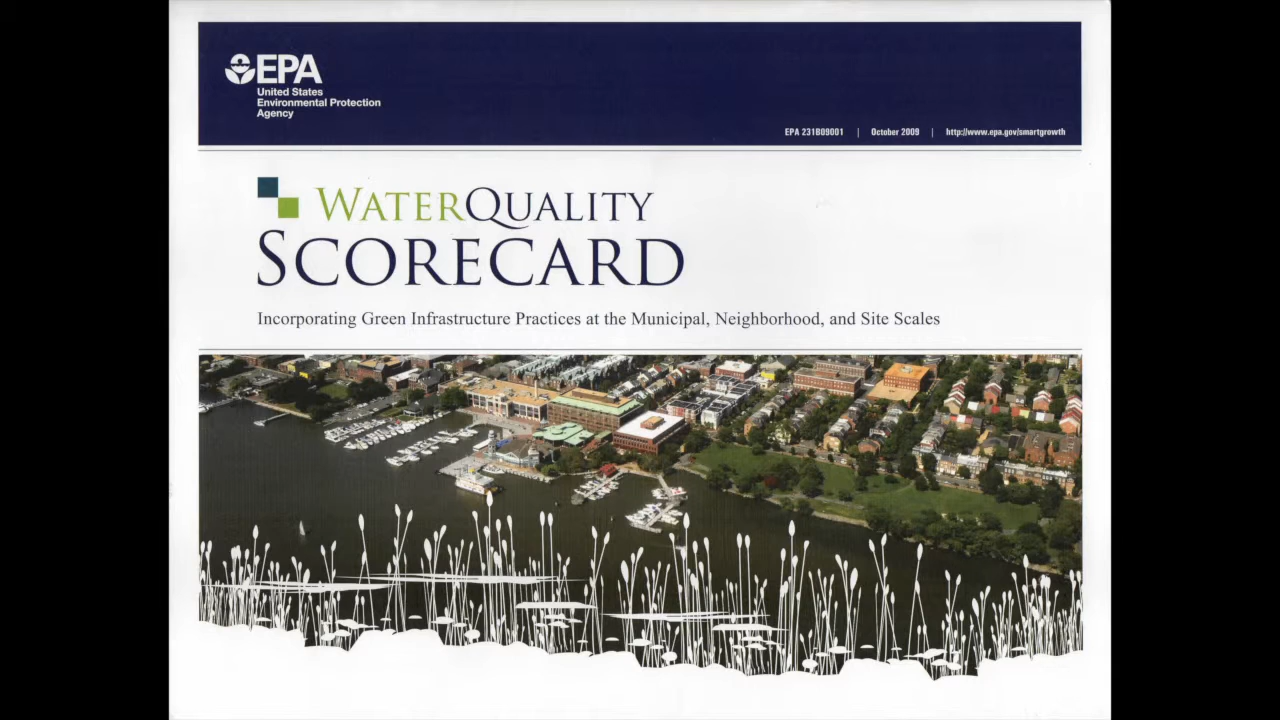 EPA
United States
Environmental Protection
Agency
EPA 231B09001 | October 2009 | http://www.epa.gov/smartgrowth
WATERQUALITY
SCORECARD
Incorporating Green Infrastructure Practices at the Municipal, Neighborhood, and Site Scales